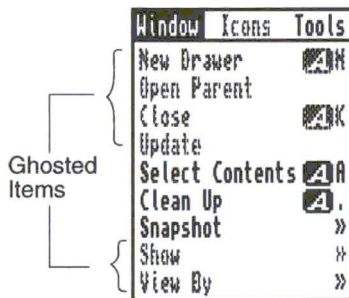 Window Icons Tools
New Drawer A N
Open Parent
Close A K
Update
Select Contents A A
Clean Up A .
Snapshot »
Show »
View By »
Ghosted
Items